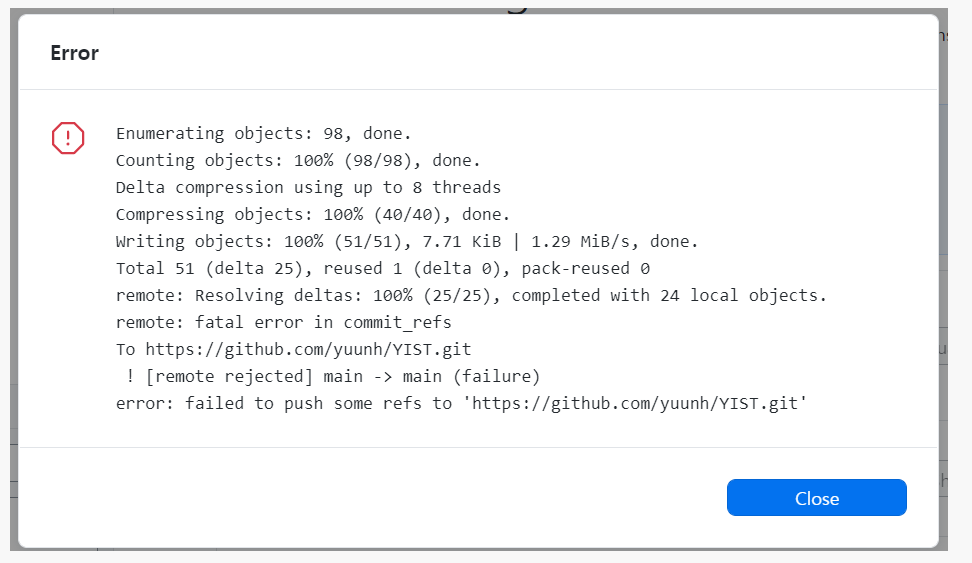 Error
Enumerating objects: 98, done.
Counting objects: 100% (98/98), done.
Delta compression using up to 8 threads
Compressing objects: 100% (40/40), done.
Writing objects: 100% (51/51), 7.71 KiB | 1.29 MiB/s, done.
Total 51 (delta 25), reused 1 (delta 0), pack-reused 0
remote: Resolving deltas: 100% (25/25), completed with 24 local objects.
remote: fatal error in commit_refs
To https://github.com/yuunh/YIST.git
! [remote rejected] main -> main (failure)
error: failed to push some refs to 'https://github.com/yuunh/YIST.git'
Close